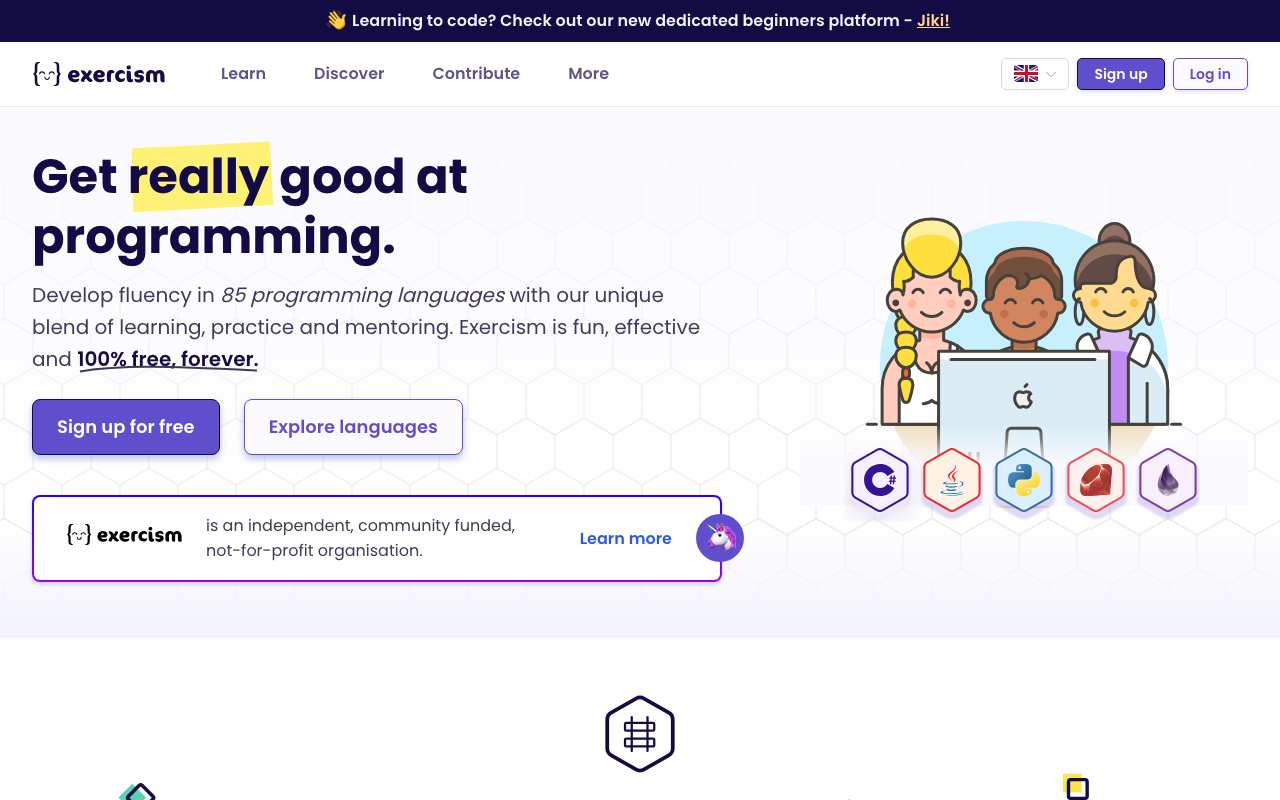 👋 Learning to code? Check out our new dedicated beginners platform - Jiki!
exercism
Learn
Discover
Contribute
More
Sign up
Log in
Get really good at
programming.
Develop fluency in 85 programming languages with our unique
blend of learning, practice and mentoring. Exercism is fun, effective
and 100% free, forever.
Sign up for free
Explore languages
exercism
is an independent, community funded,
not-for-profit organisation.
Learn more
C#